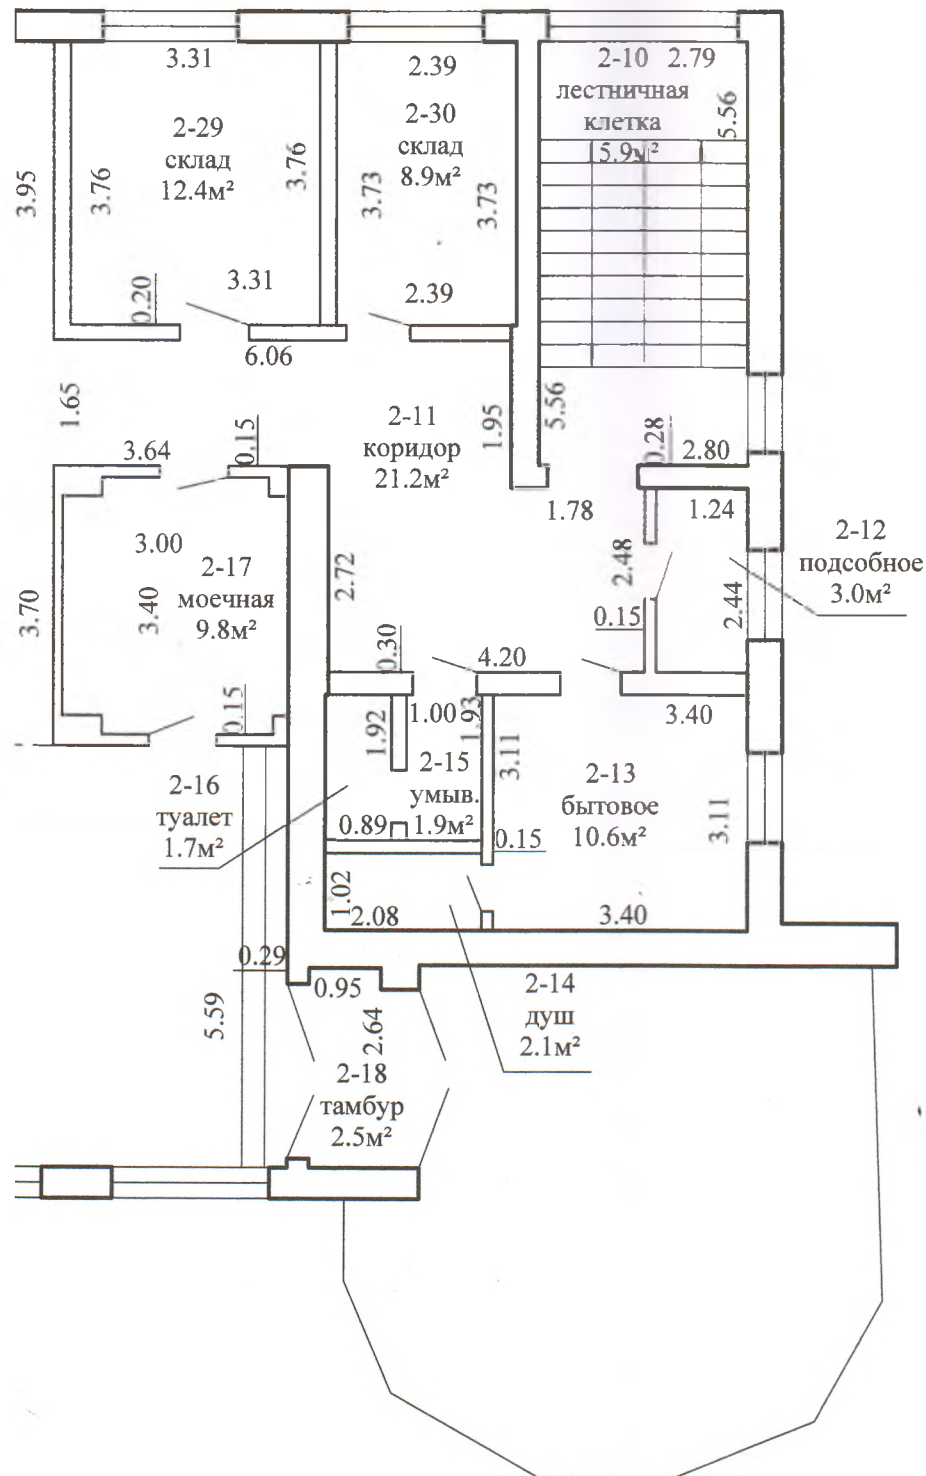 3.31
2-29
склад
12.4м²
3.95
3.76
3.76
0.20
3.31
2.39
2-30
склад
8.9м²
3.73
3.73
2.39
2-10 2.79
лестничная
клетка
5.9м²
5.56
6.06
1.65
2-11
коридор
21.2м²
1.95
5.56
0.28
2.80
3.64
0.15
1.78
1.24
2-12
подсобное
3.0м²
3.00
2-17
моечная
9.8м²
3.70
3.40
2.72
2.48
2.44
0.15
0.30
4.20
0.15
1.00
1.92
1.93
3.40
2-15
умыв.
1.9м²
3.11
2-13
бытовое
10.6м²
3.11
2-16
туалет
1.7м²
0.89
0.15
1.02
2.08
3.40
0.29
0.95
2-14
душ
2.1м²
5.59
2.64
2-18
тамбур
2.5м²